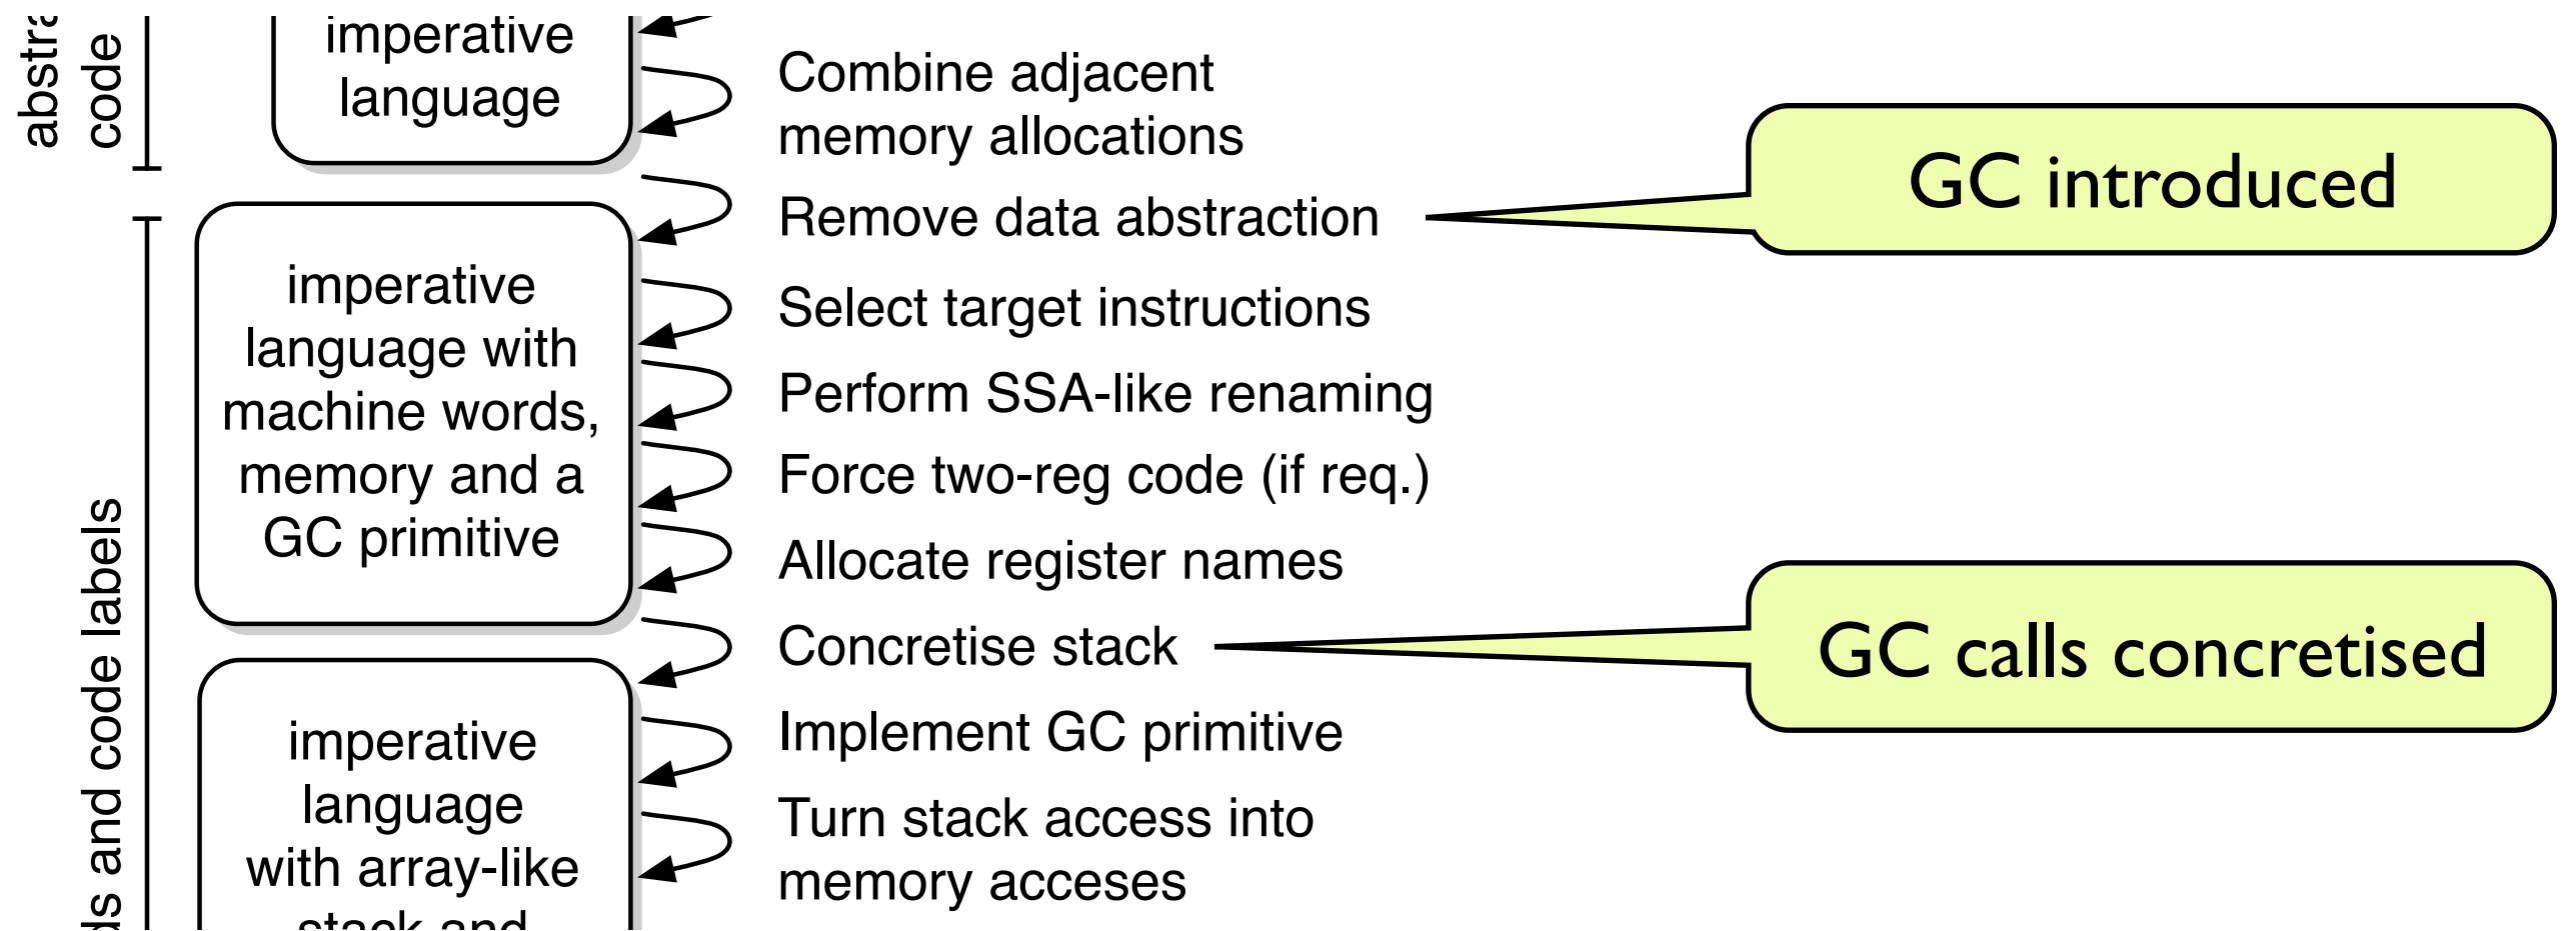 code
imperative
language
Combine adjacent
memory allocations
Remove data abstraction
GC introduced
imperative
language with
machine words,
memory and a
GC primitive
Select target instructions
Perform SSA-like renaming
Force two-reg code (if req.)
Allocate register names
Concretise stack
GC calls concretised
and code labels
imperative
language
with array-like
stack and
Implement GC primitive
Turn stack access into
memory acceses